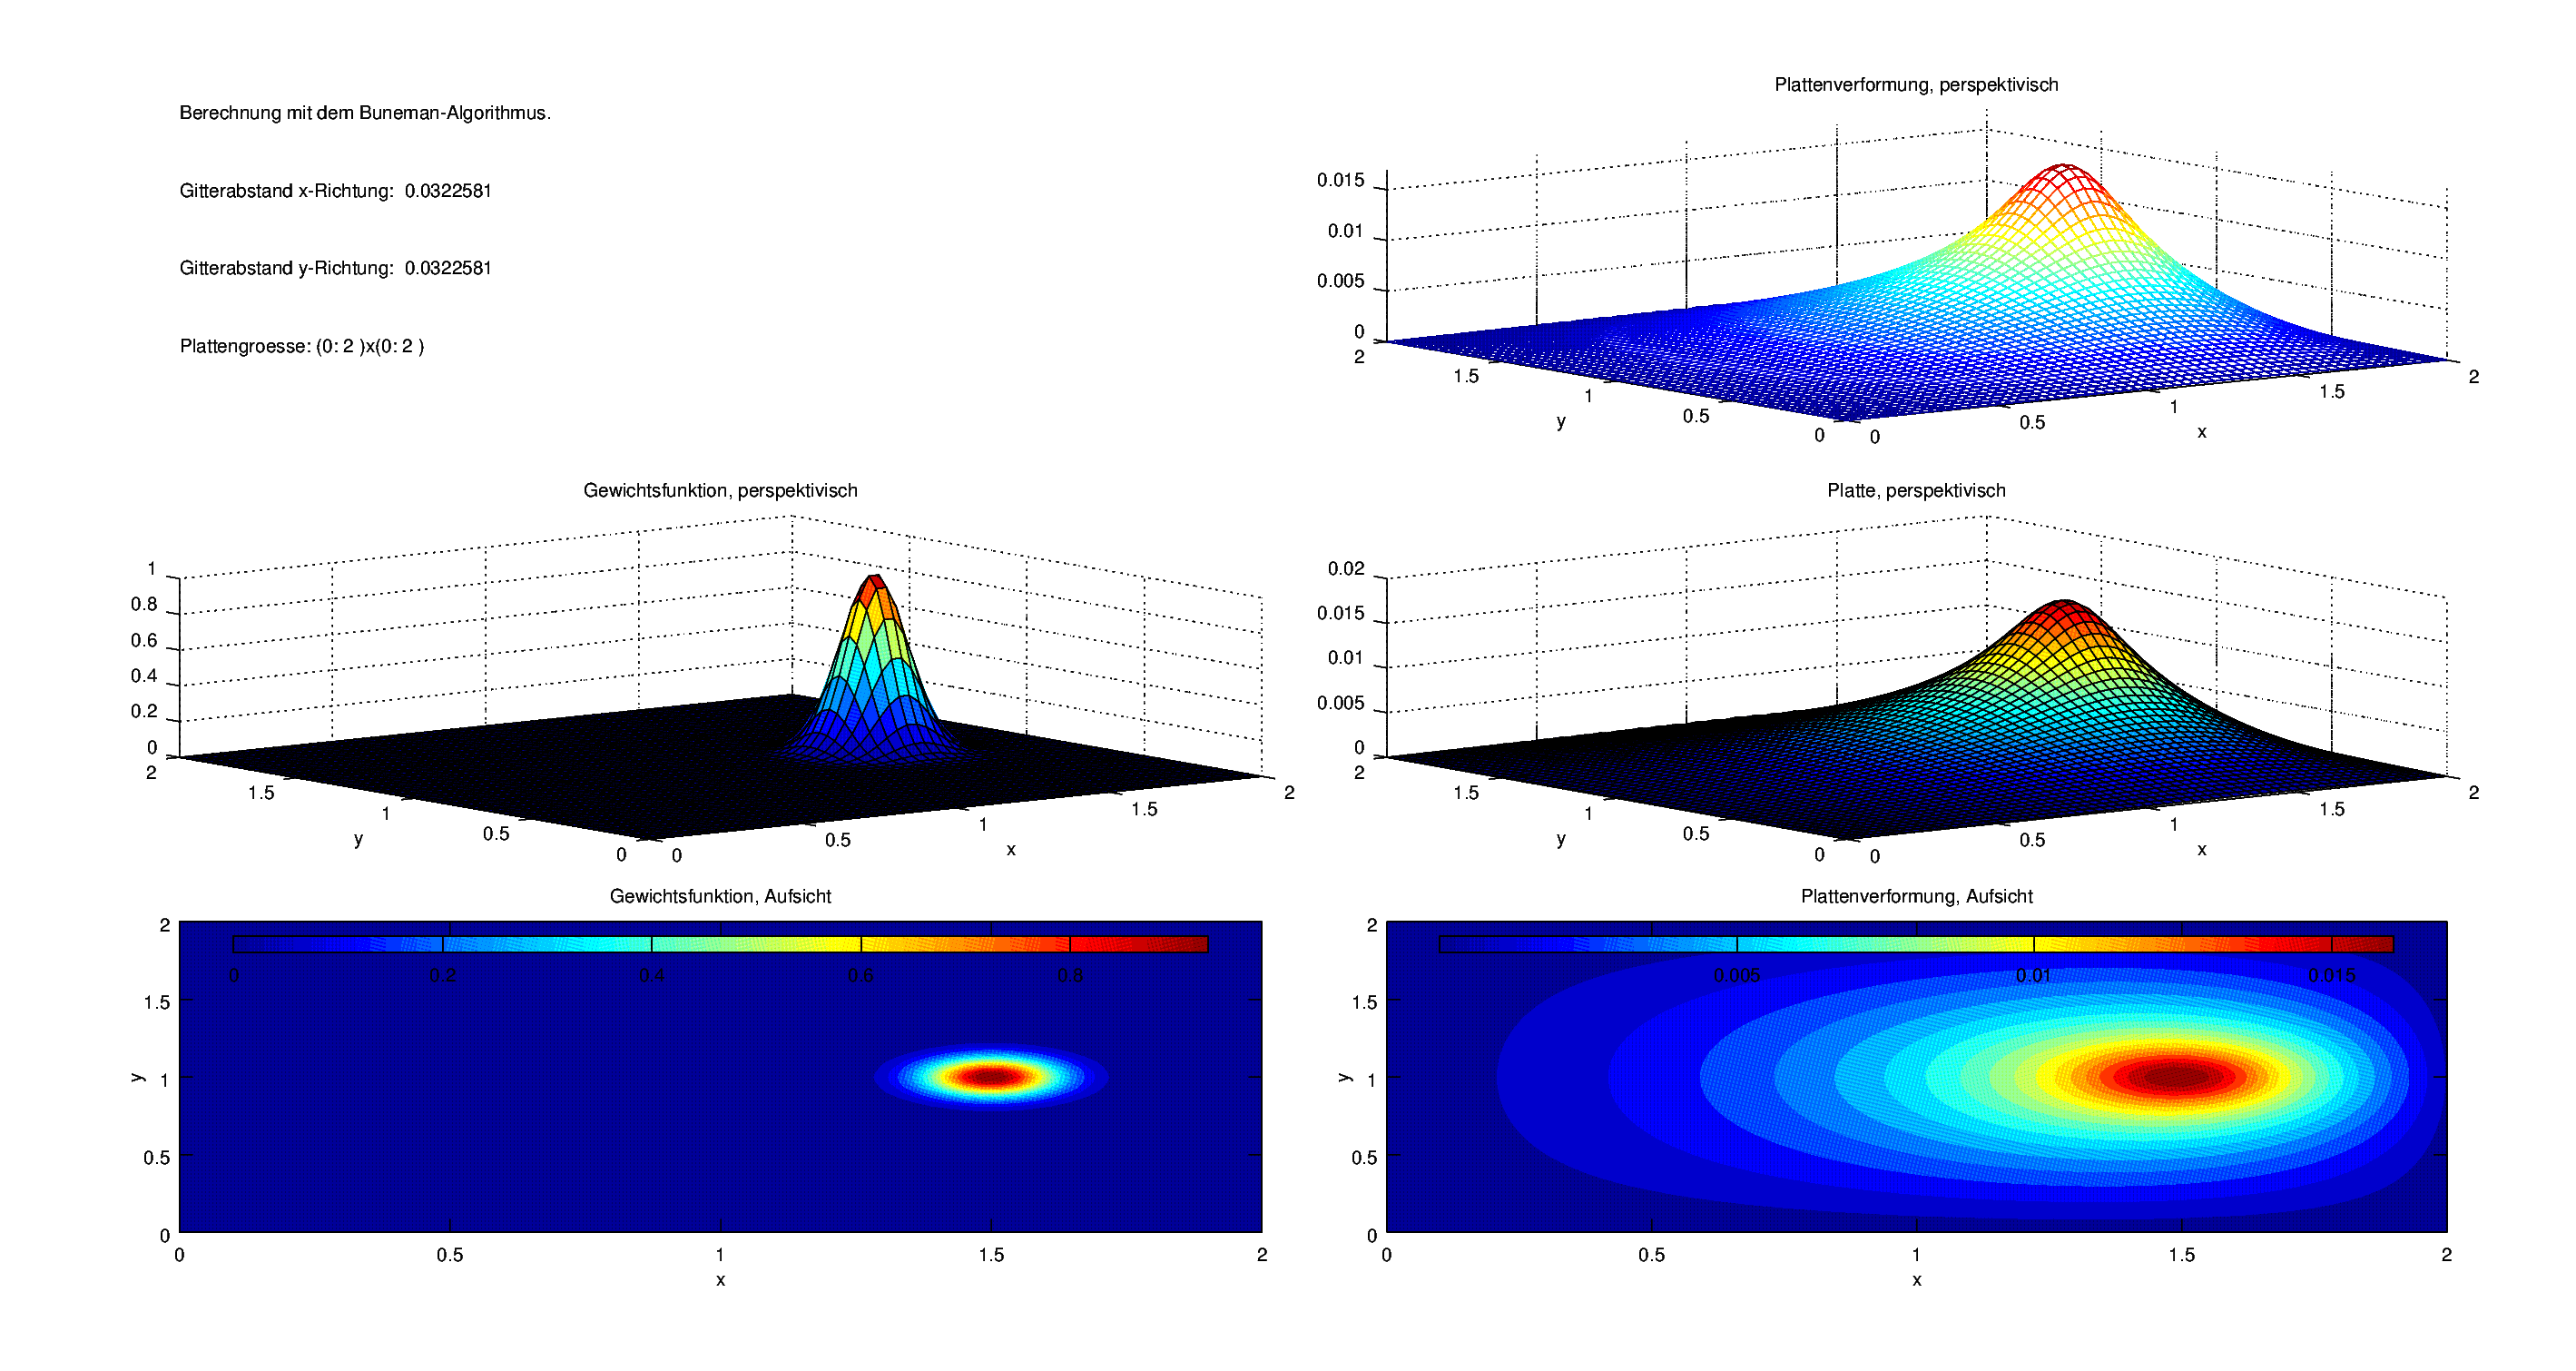 Berechnung mit dem Buneman-Algorithmus.
Gitterabstand x-Richtung: 0.0322581
Gitterabstand y-Richtung: 0.0322581
Plattengroesse: (0: 2 )x(0: 2 )
Plattenverformung, perspektivisch
0.015
0.01
0.005
0
2
1.5
1
0.5
0
y
0
0.5
1
1.5
2
x
Gewichtsfunktion, perspektivisch
1
0.8
0.6
0.4
0.2
0
2
1.5
1
0.5
0
y
0
0.5
1
1.5
2
x
Platte, perspektivisch
0.02
0.015
0.01
0.005
0
2
1.5
1
0.5
0
y
0
0.5
1
1.5
2
x
Gewichtsfunktion, Aufsicht
2
1.5
1
0.5
0
y
0 0.2 0.4 0.6 0.8
0 0.5 1 1.5 2
x
Plattenverformung, Aufsicht
2
1.5
1
0.5
0
y
0.005 0.01 0.015
0 0.5 1 1.5 2
x